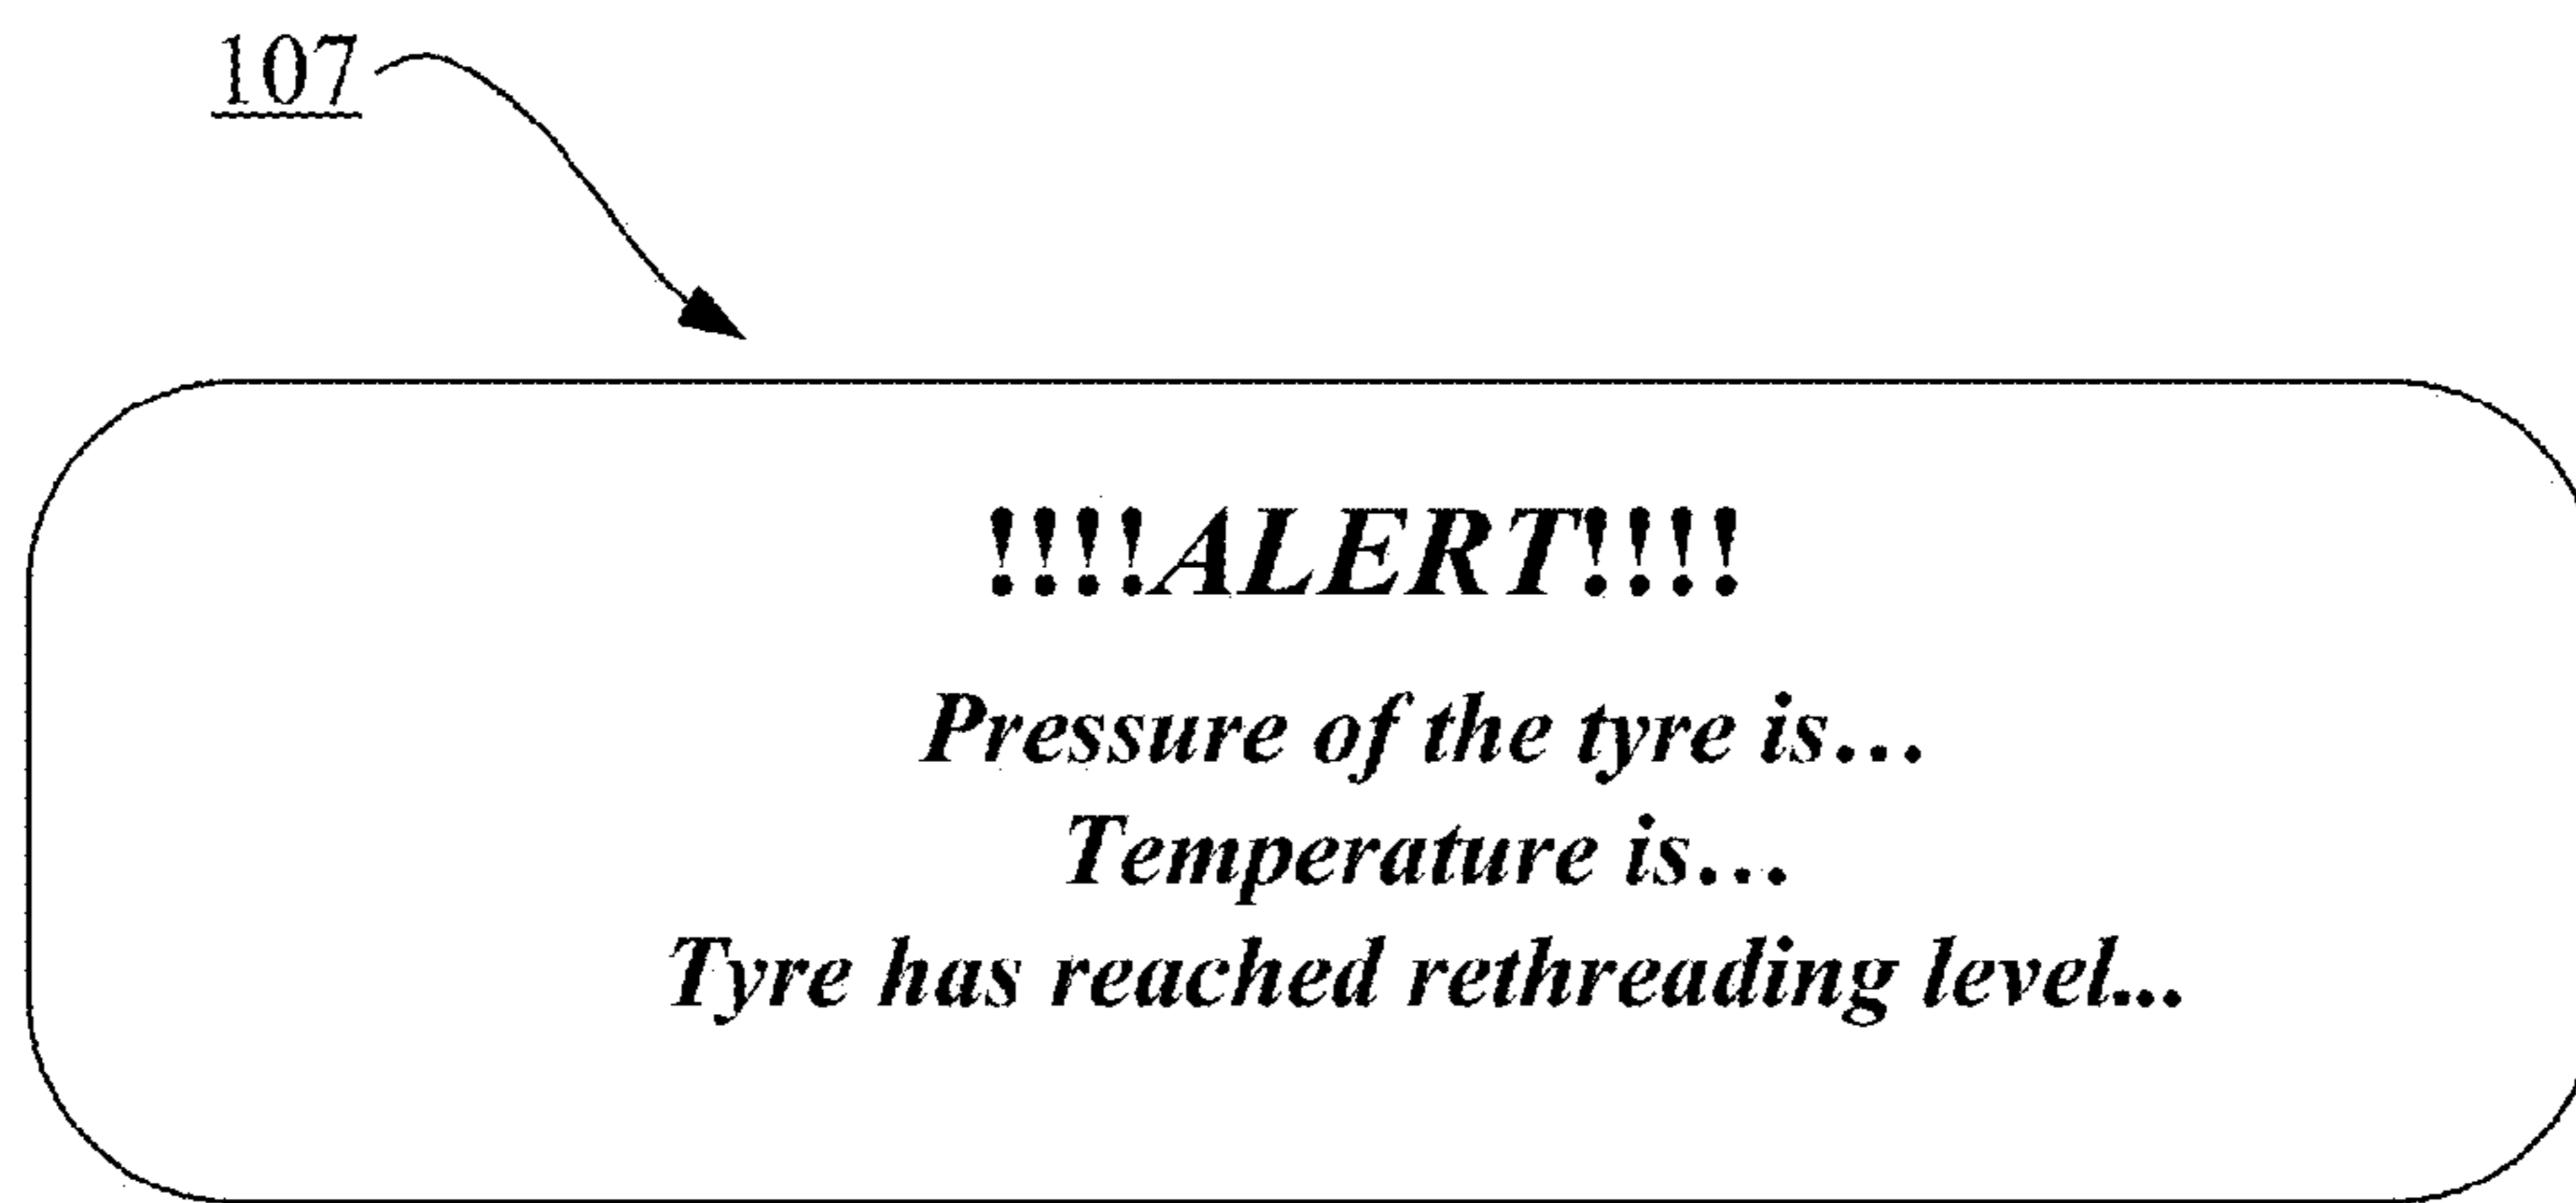 107
!!!!ALERT!!!!
Pressure of the tyre is...
Temperature is...
Tyre has reached rethreading level...